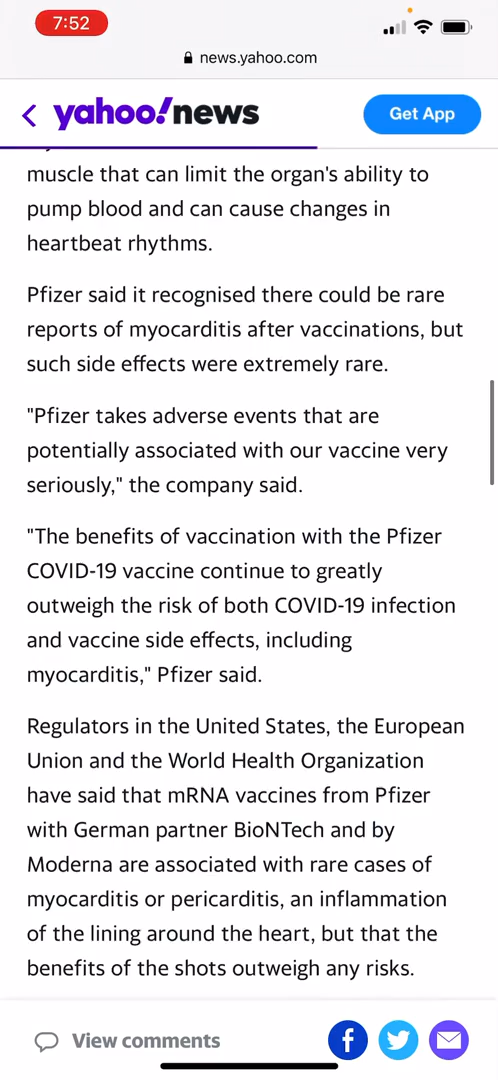 7:52
news.yahoo.com
yahoo!news
Get App
muscle that can limit the organ's ability to
pump blood and can cause changes in
heartbeat rhythms.
Pfizer said it recognised there could be rare
reports of myocarditis after vaccinations, but
such side effects were extremely rare.
"Pfizer takes adverse events that are
potentially associated with our vaccine very
seriously," the company said.
"The benefits of vaccination with the Pfizer
COVID-19 vaccine continue to greatly
outweigh the risk of both COVID-19 infection
and vaccine side effects, including
myocarditis," Pfizer said.
Regulators in the United States, the European
Union and the World Health Organization
have said that mRNA vaccines from Pfizer
with German partner BioNTech and by
Moderna are associated with rare cases of
myocarditis or pericarditis, an inflammation
of the lining around the heart, but that the
benefits of the shots outweigh any risks.
View comments